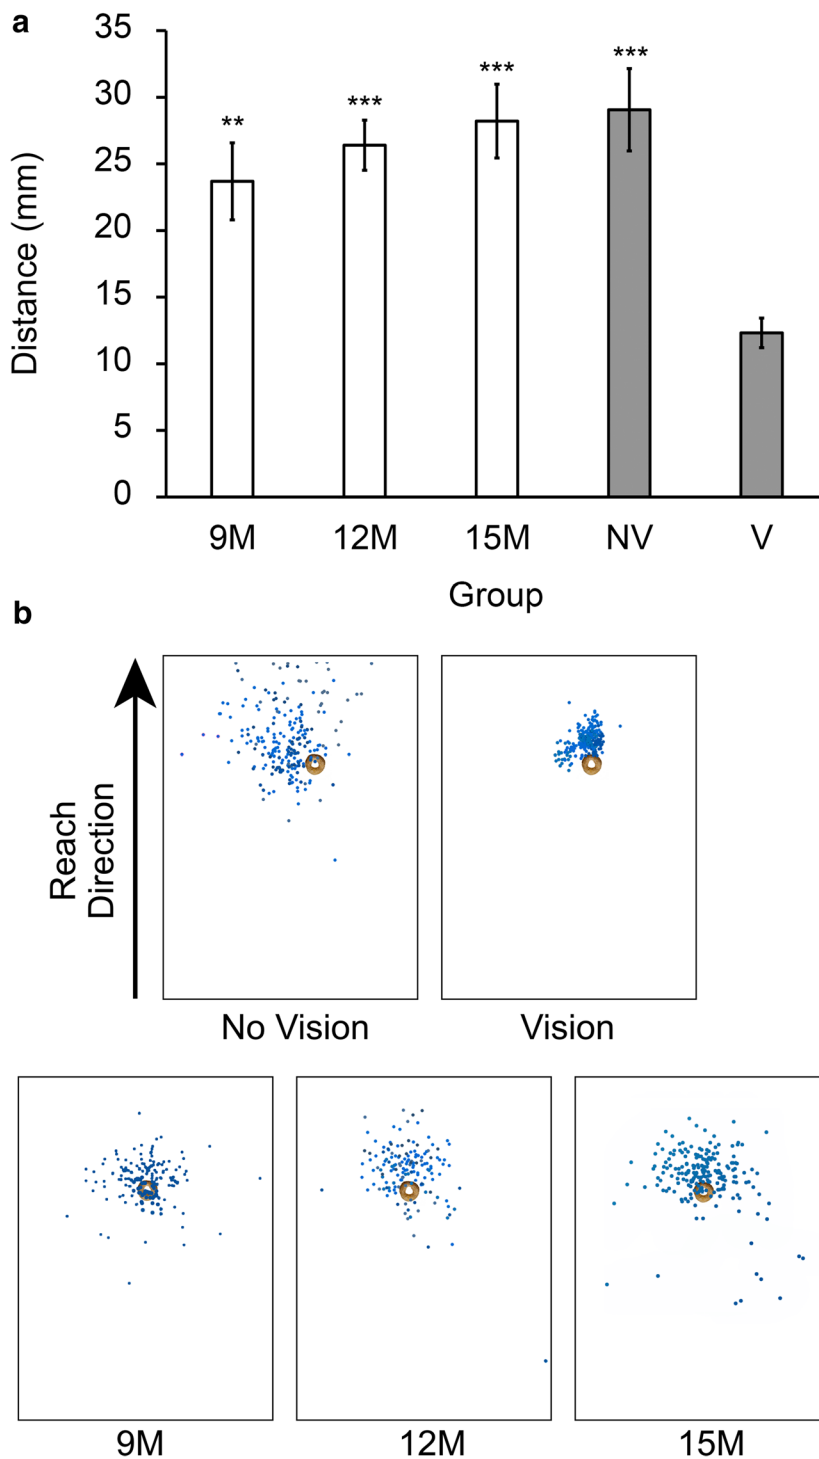 a
35
30
25
20
15
10
5
0
Distance (mm)
**
***
***
***
9M 12M 15M NV V
Group
b
Reach
Direction
No Vision Vision
9M 12M 15M